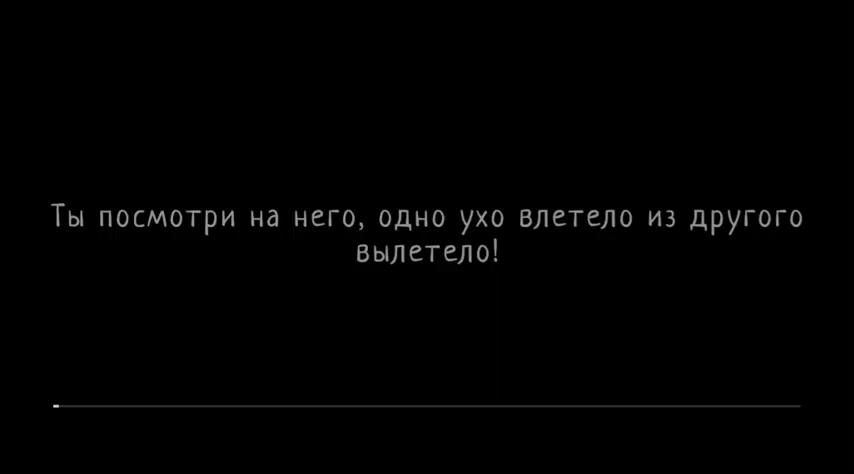 Ты посмотри на него, одно ухо влетело из другого
вылетело!